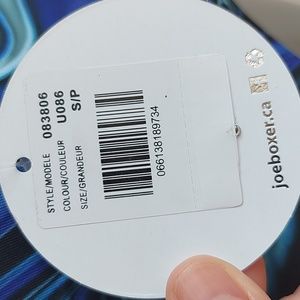 STYLE/MODELE 083806
COLOUR/COULEUR U086
SIZE/GRANDEUR S/P
066138189734
joeboxer.ca